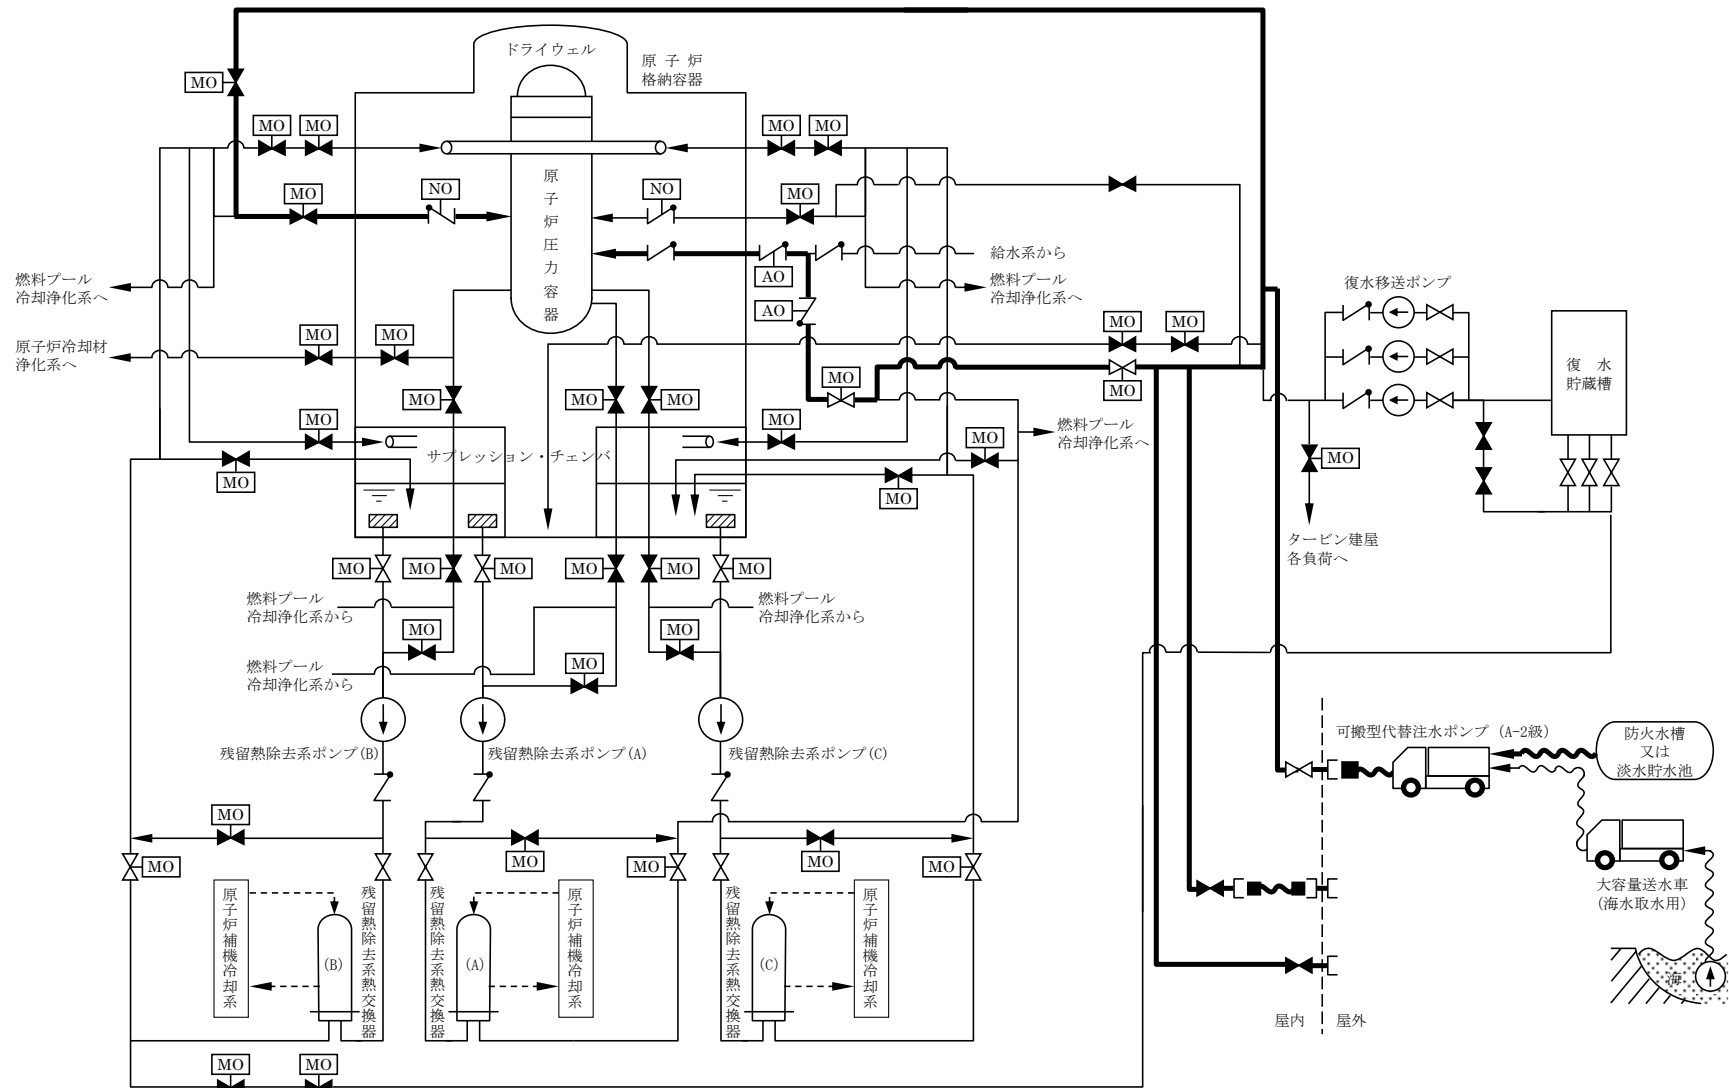 ドライウェル
原 子 炉
格納容器
MO
MO
MO
MO
MO
MO
NO
NO
MO
原子炉圧力容器
給水系から
AO
燃料プール
冷却浄化系へ
燃料プール
冷却浄化系へ
AO
復水移送ポンプ
MO
MO
MO
MO
原子炉冷却材
浄化系へ
復 水
貯蔵槽
MO
MO
MO
MO
MO
MO
MO
MO
燃料プール
冷却浄化系へ
MO
サプレッション・チェンバ
MO
MO
MO
タービン建屋
各負荷へ
MO
MO
MO
MO
MO
MO
燃料プール
冷却浄化系から
燃料プール
冷却浄化系から
MO
MO
燃料プール
冷却浄化系から
MO
残留熱除去系ポンプ(B)
残留熱除去系ポンプ(A)
残留熱除去系ポンプ(C)
可搬型代替注水ポンプ (A-2級)
防火水槽
又は
淡水貯水池
MO
MO
MO
MO
MO
MO
大容量送水車
(海水取水用)
原子炉補機冷却系
(B)
残留熱除去系熱交換器
残留熱除去系熱交換器
(A)
原子炉補機冷却系
残留熱除去系熱交換器
(C)
原子炉補機冷却系
海
屋内
屋外
MO
MO